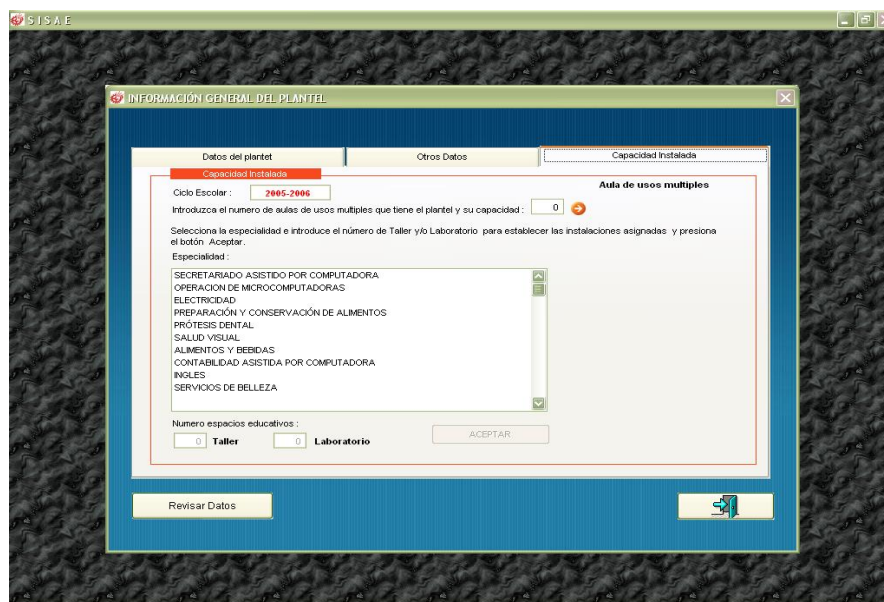 SISAE
INFORMACIÓN GENERAL DEL PLANTEL
Datos del plantet
Otros Datos
Capacidad Instalada
Capacidad Instalada
Ciclo Escolar :
2005-2006
Aula de usos multiples
Introduzca el numero de aulas de usos multiples que tiene el plantel y su capacidad :
0
Selecciona la especialidad e introduce el número de Taller y/o Laboratorio para establecer las instalaciones asignadas y presiona
el botón Aceptar.
Especialidad :
SECRETARIADO ASISTIDO POR COMPUTADORA
OPERACION DE MICROCOMPUTADORAS
ELECTRICIDAD
PREPARACIÓN Y CONSERVACIÓN DE ALIMENTOS
PRÓTESIS DENTAL
SALUD VISUAL
ALIMENTOS Y BEBIDAS
CONTABILIDAD ASISTIDA POR COMPUTADORA
INGLES
SERVICIOS DE BELLEZA
Numero espacios educativos :
0 Taller
0 Laboratorio
ACEPTAR
Revisar Datos